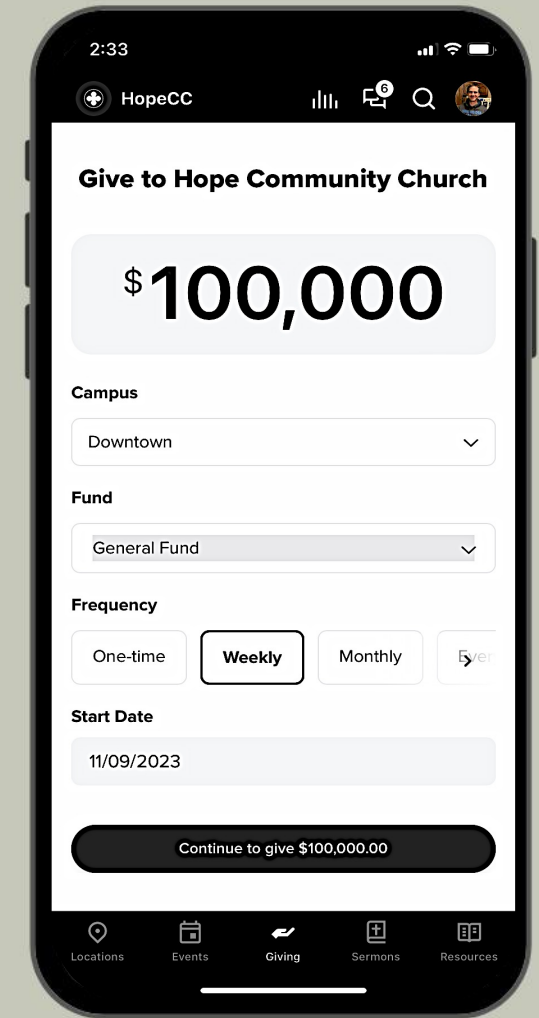 2:33
HopeCC
6
Give to Hope Community Church
$100,000
Campus
Downtown
Fund
General Fund
Frequency
One-time Weekly Monthly
Start Date
11/09/2023
Continue to give $100,000.00
Locations Events Giving Sermons Resources